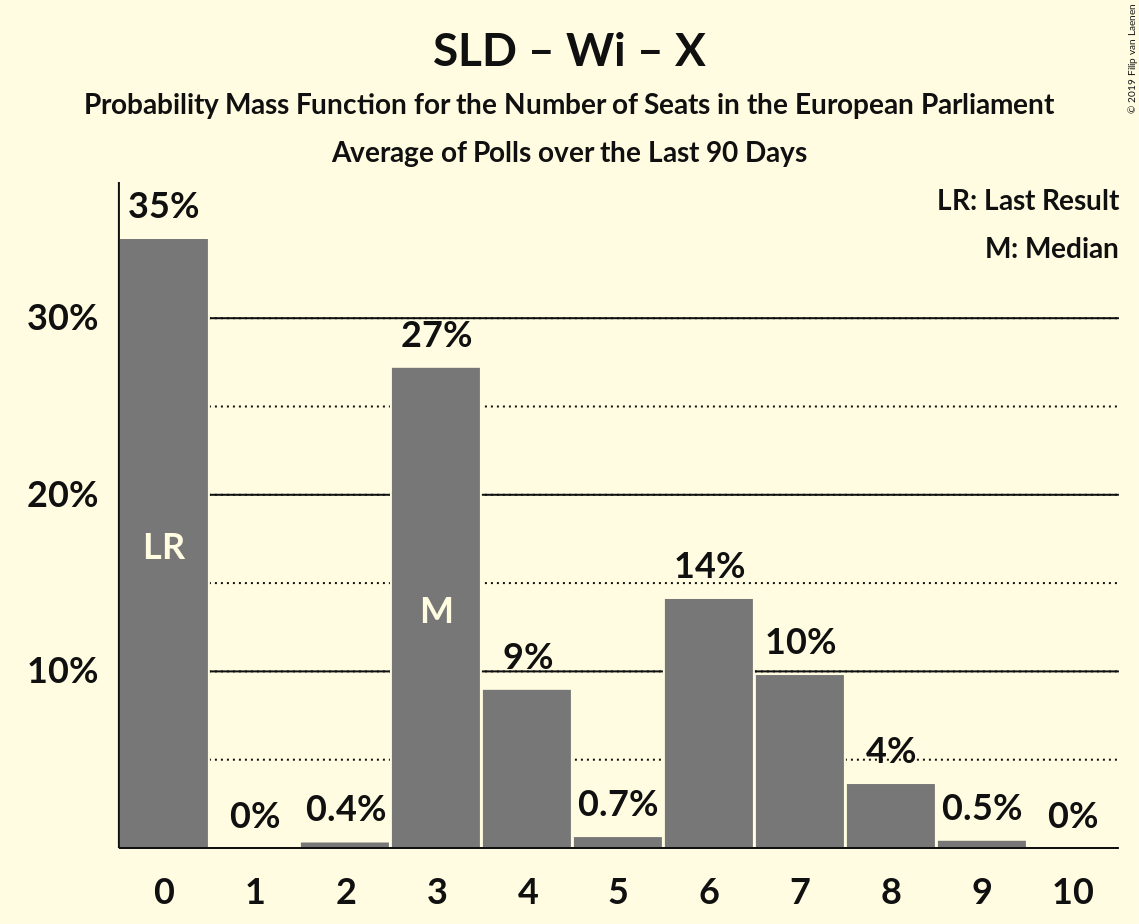 SLD – Wi – X
Probability Mass Function for the Number of Seats in the European Parliament
Average of Polls over the Last 90 Days
© 2019 Filip van Laenen
LR: Last Result
M: Median
35%
30%
27%
20%
14%
LR
M
10%
9%
10%
4%
0%
0.4%
0.7%
0.5%
0%
0 1 2 3 4 5 6 7 8 9 10